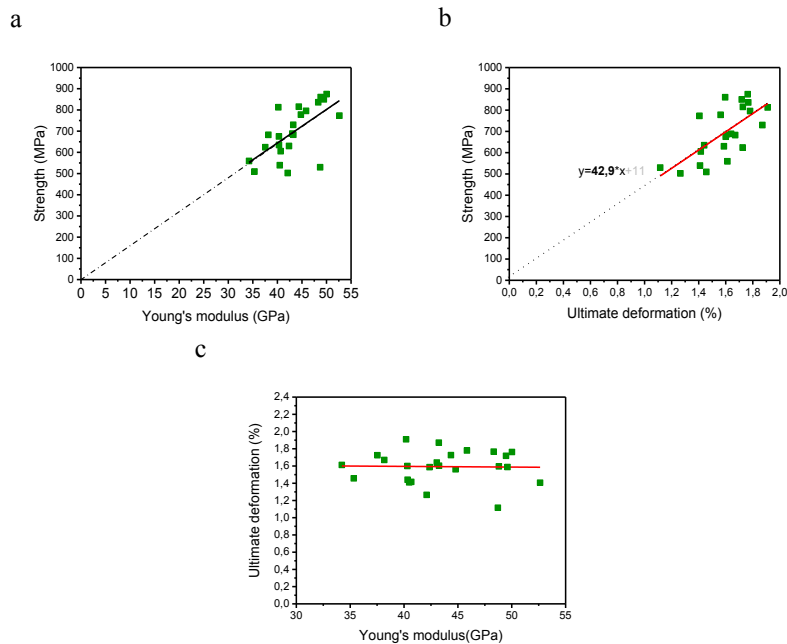 a
b
1000
900
800
700
600
500
400
300
200
100
0
Strength (MPa)
0 5 10 15 20 25 30 35 40 45 50 55
Young's modulus (GPa)
1000
900
800
700
600
500
400
300
200
100
0
Strength (MPa)
y=42,9*x+11
0,0 0,2 0,4 0,6 0,8 1,0 1,2 1,4 1,6 1,8 2,0
Ultimate deformation (%)
c
2,4
2,2
2,0
1,8
1,6
1,4
1,2
1,0
0,8
0,6
0,4
0,2
0,0
Ultimate deformation (%)
30 35 40 45 50 55
Young's modulus(GPa)